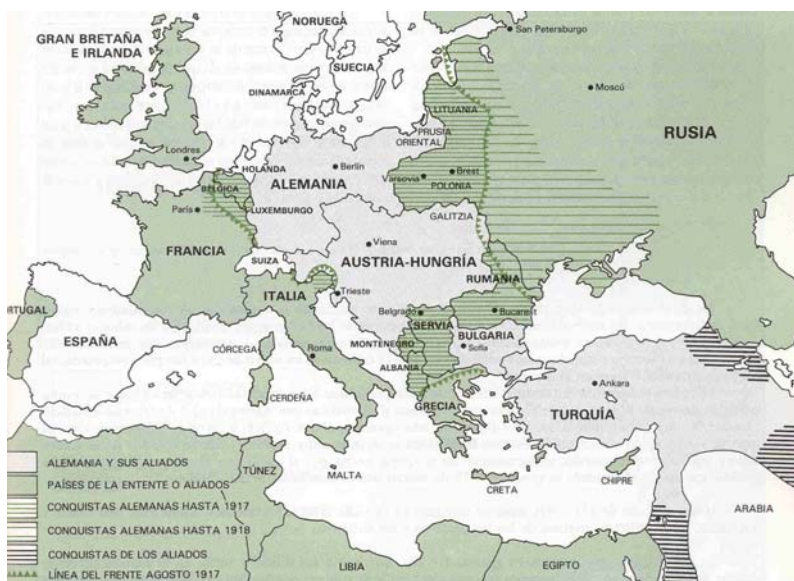 NORUEGA
San Petersburgo
GRAN BRETAÑA
E IRLANDA
SUECIA
Moscú
DINAMARCA
LITUANIA
RUSIA
PRUSIA
ORIENTAL
Londres
HOLANDA
Berlín
Varsovia
Brest
BELGICA
ALEMANIA
POLONIA
París
LUXEMBURGO
GALITZIA
FRANCIA
Viena
SUIZA
AUSTRIA-HUNGRÍA
RUMANIA
ITALIA
Trieste
Belgrado
Bucarest
PORTUGAL
SERVIA
ESPAÑA
CÓRCEGA
Roma
MONTENEGRO
BULGARIA
Sofía
ALBANIA
Ankara
CERDEÑA
GRECIA
TURQUÍA
ALEMANIA Y SUS ALIADOS
TÚNEZ
PAÍSES DE LA ENTENTE O ALIADOS
MALTA
CRETA
CHIPRE
CONQUISTAS ALEMANAS HASTA 1917
ARABIA
CONQUISTAS ALEMANAS HASTA 1918
CONQUISTAS DE LOS ALIADOS
LIBIA
EGIPTO
LÍNEA DEL FRENTE AGOSTO 1917